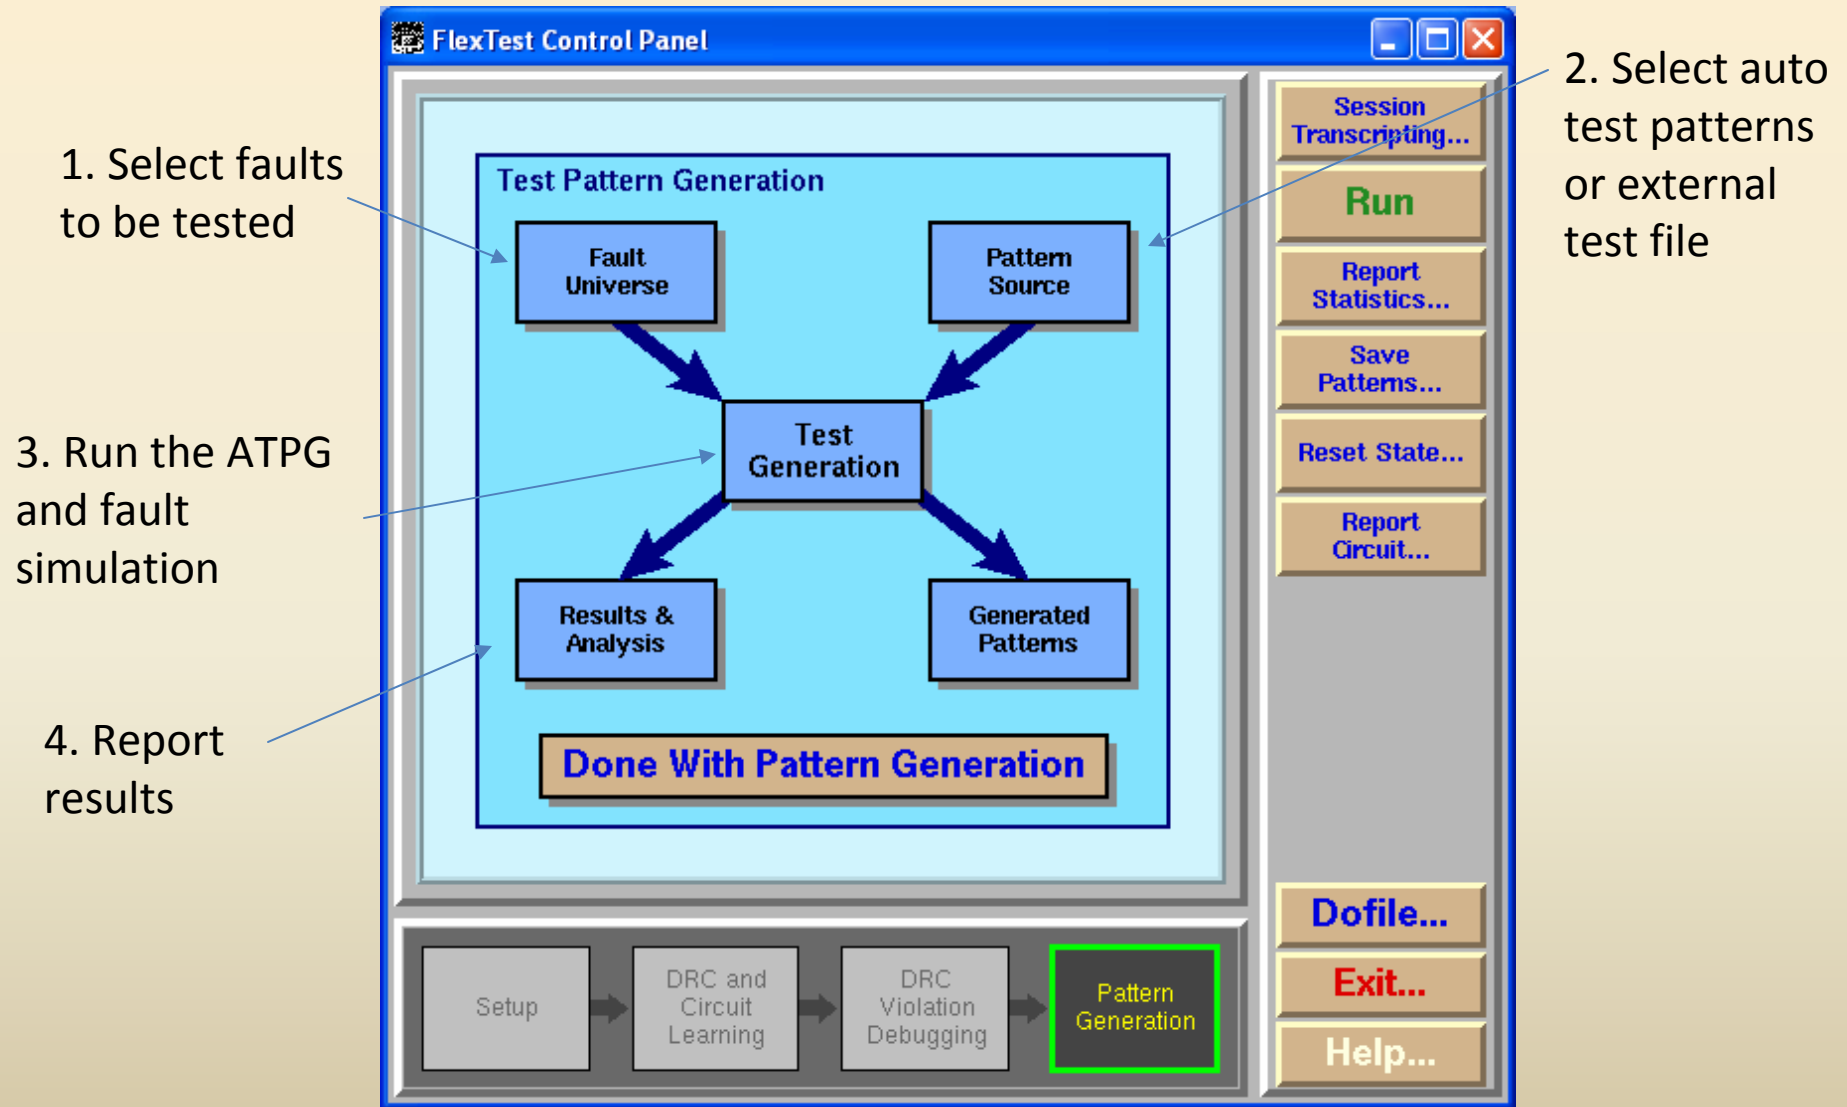 FlexTest Control Panel
1. Select faults
to be tested
2. Select auto
test patterns
or external
test file
3. Run the ATPG
and fault
simulation
4. Report
results
Test Pattern Generation
Fault
Universe
Pattern
Source
Test
Generation
Results &
Analysis
Generated
Patterns
Done With Pattern Generation
Session
Transcripting...
Run
Report
Statistics...
Save
Patterns...
Reset State...
Report
Circuit...
Dofile...
Exit...
Help...
Setup
DRC and
Circuit
Learning
DRC
Violation
Debugging
Pattern
Generation